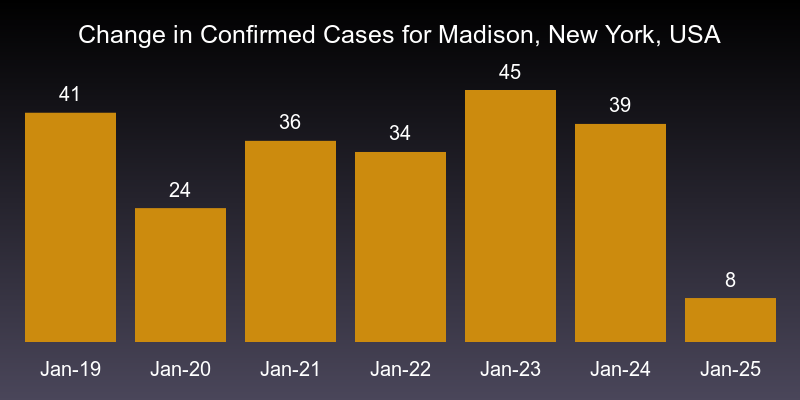 Change in Confirmed Cases for Madison, New York, USA
41
24
36
34
45
39
8
Jan-19
Jan-20
Jan-21
Jan-22
Jan-23
Jan-24
Jan-25